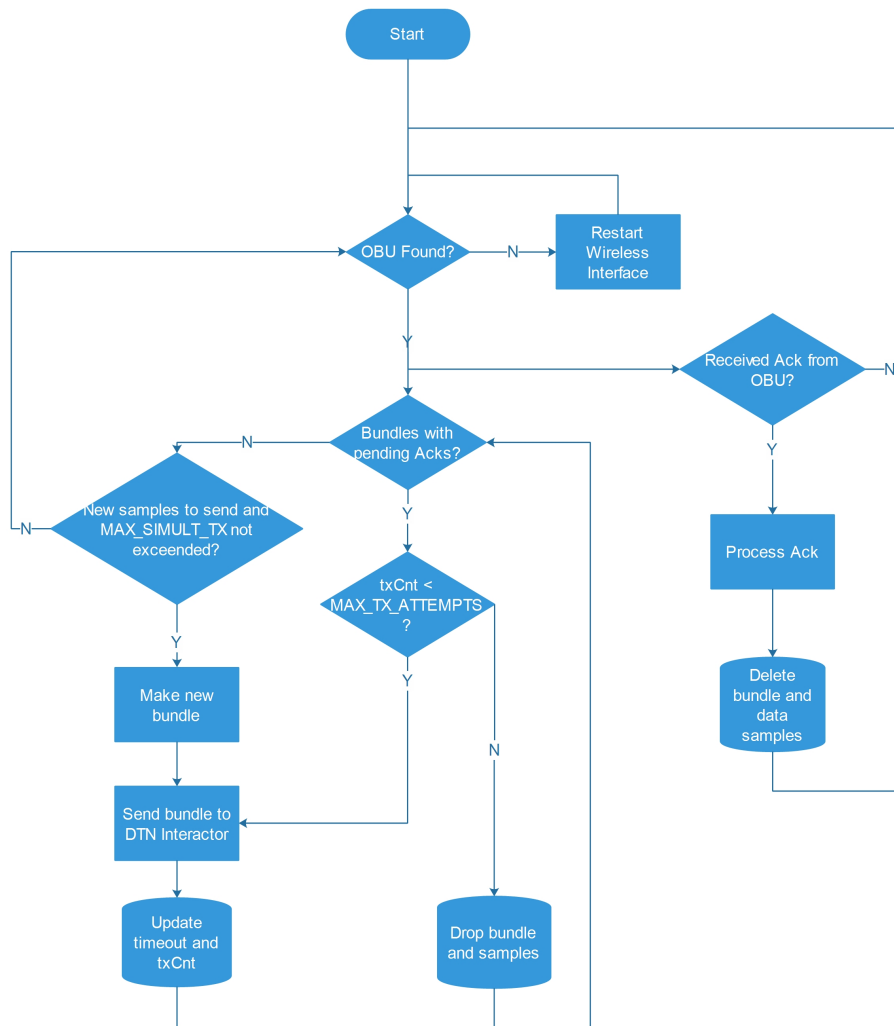 Start
OBU Found?
N
Restart
Wireless
Interface
Y
Received Ack from
OBU?
N
Bundles with
pending Acks?
N
Y
New samples to send and
MAX_SIMULT_TX not
exceended?
N
Y
Y
txCnt <
MAX_TX_ATTEMPTS
?
Process Ack
Y
N
Make new
bundle
Delete
bundle and
data
samples
Send bundle to
DTN Interactor
Update
timeout and
txCnt
Drop bundle
and samples